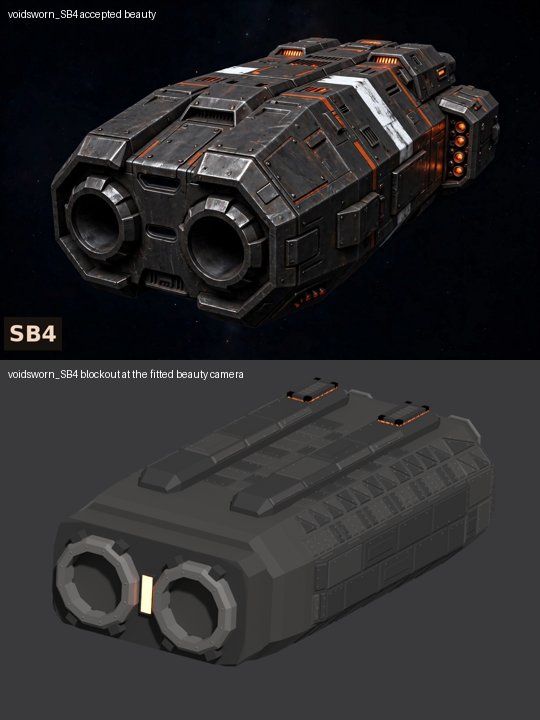 voidsworn_SB4 accepted beauty
SB4
voidsworn_SB4 blockout at the fitted beauty camera